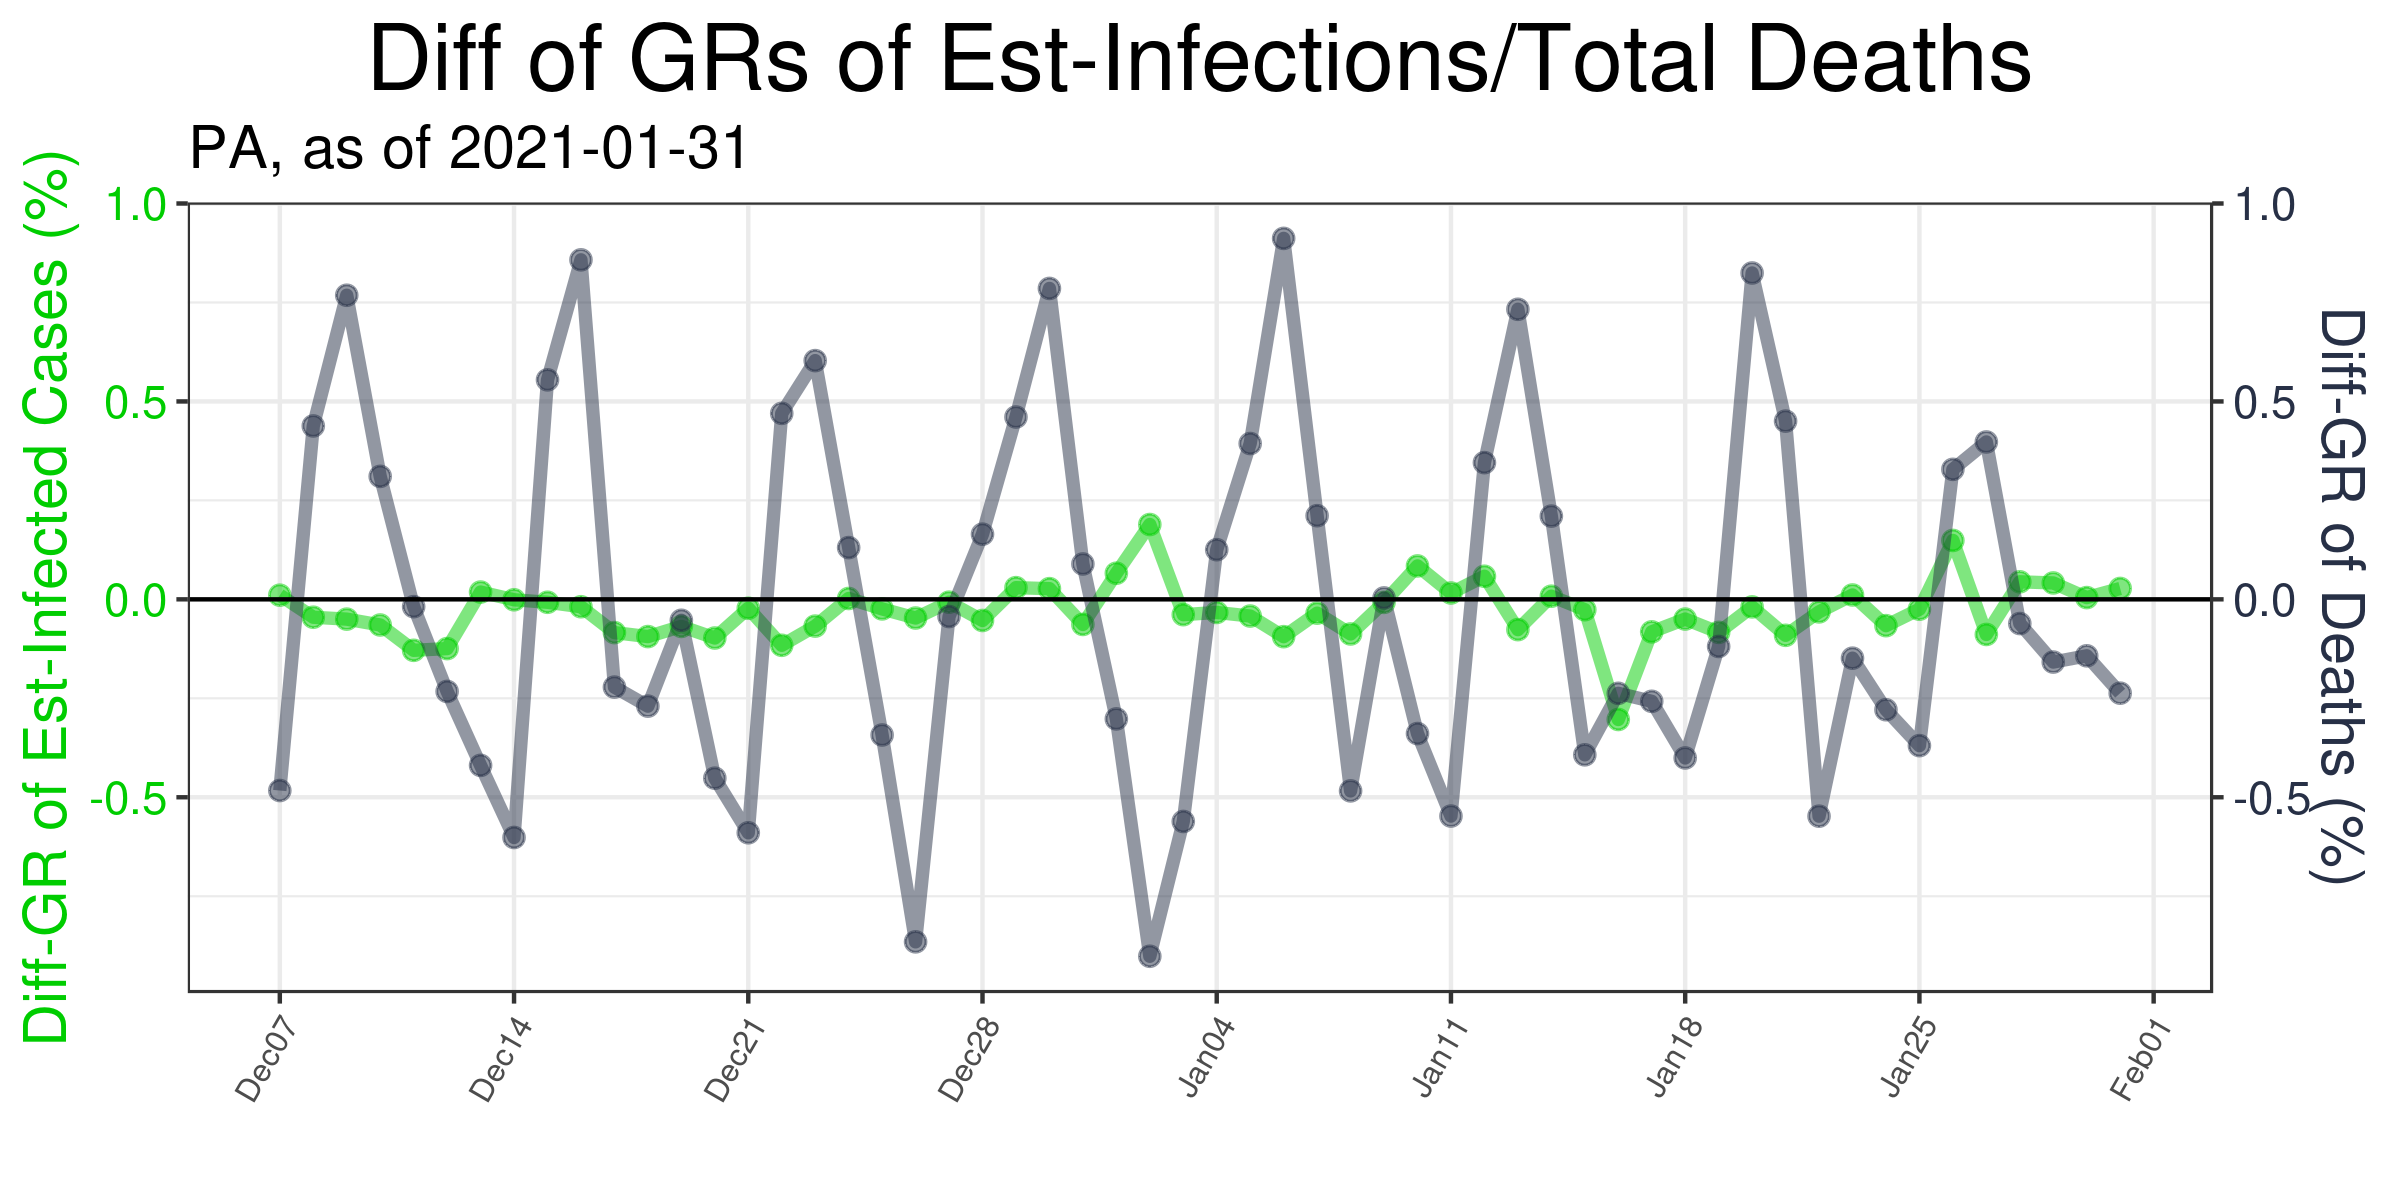 Diff of GRs of Est-Infections/Total Deaths
PA, as of 2021-01-31
Diff-GR of Est-Infected Cases (%)
1.0
0.5
0.0
-0.5
1.0
0.5
0.0
-0.5
Diff-GR of Deaths (%)
Dec07
Dec14
Dec21
Dec28
Jan04
Jan11
Jan18
Jan25
Feb01